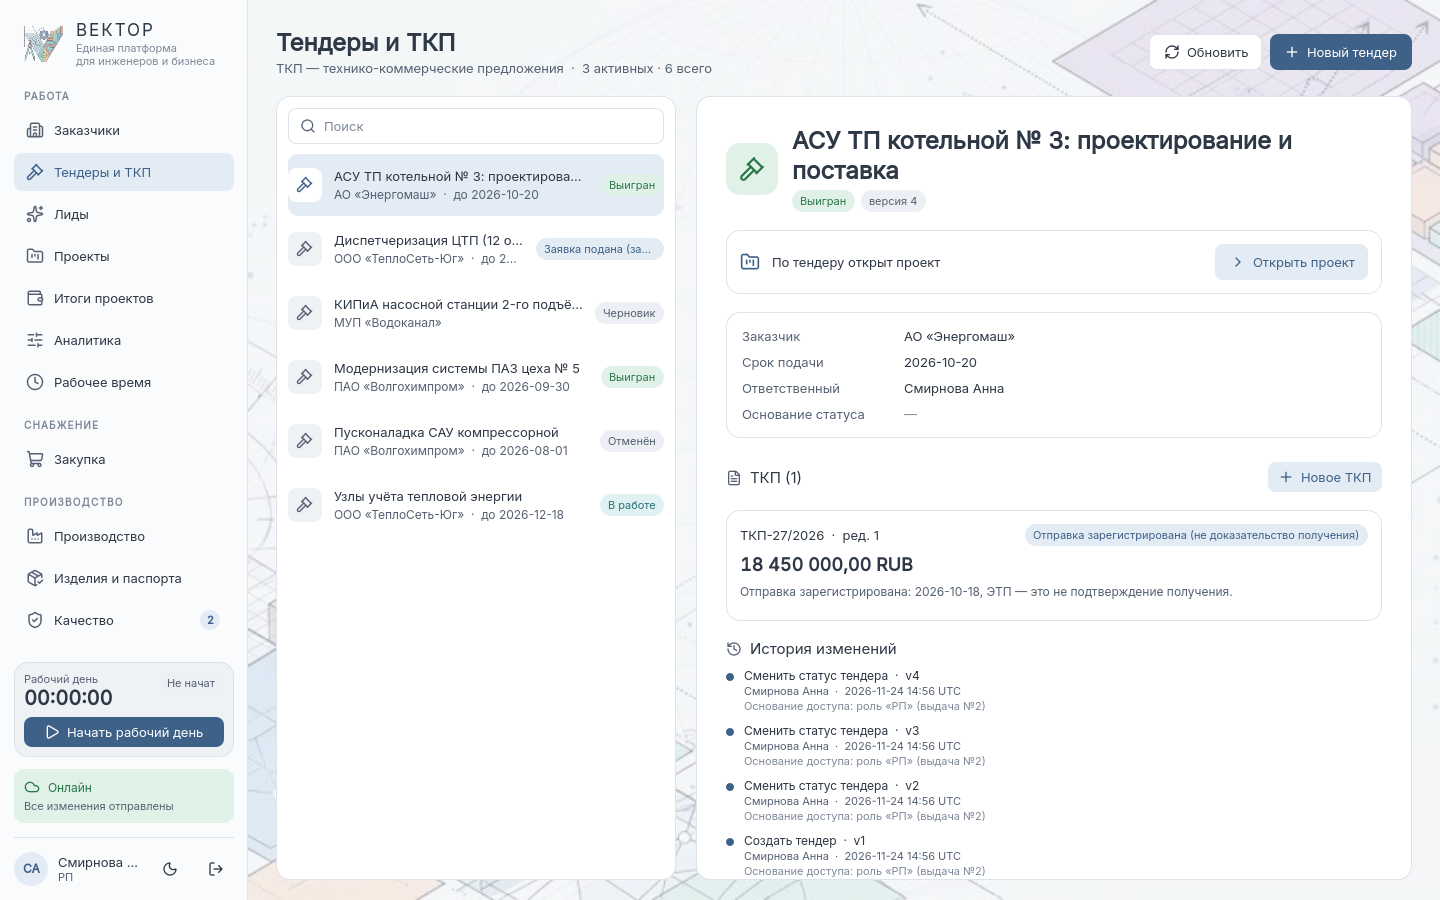 ВЕКТОР
Единая платформа
для инженеров и бизнеса
РАБОТА
Заказчики
Тендеры и ТКП
Лиды
Проекты
Итоги проектов
Аналитика
Рабочее время
СНАБЖЕНИЕ
Закупка
ПРОИЗВОДСТВО
Производство
Изделия и паспорта
Качество 2
Рабочий день
Не начат
00:00:00
Начать рабочий день
Онлайн
Все изменения отправлены
СА
Смирнова ...
РП
Тендеры и ТКП
ТКП — технико-коммерческие предложения · 3 активных · 6 всего
Обновить
Новый тендер
Поиск
АСУ ТП котельной № 3: проектирова...
АО «Энергомаш» · до 2026-10-20
Выигран
Диспетчеризация ЦТП (12 о...
ООО «ТеплоСеть-Юг» · до 2...
Заявка подана (за...
КИПиА насосной станции 2-го подъё...
МУП «Водоканал»
Черновик
Модернизация системы ПАЗ цеха № 5
ПАО «Волгохимпром» · до 2026-09-30
Выигран
Пусконаладка САУ компрессорной
ПАО «Волгохимпром» · до 2026-08-01
Отменён
Узлы учёта тепловой энергии
ООО «ТеплоСеть-Юг» · до 2026-12-18
В работе
АСУ ТП котельной № 3: проектирование и
поставка
Выигран
версия 4
По тендеру открыт проект
Открыть проект
Заказчик АО «Энергомаш»
Срок подачи 2026-10-20
Ответственный Смирнова Анна
Основание статуса —
ТКП (1)
Новое ТКП
ТКП-27/2026 · ред. 1
Отправка зарегистрирована (не доказательство получения)
18 450 000,00 RUB
Отправка зарегистрирована: 2026-10-18, ЭТП — это не подтверждение получения.
История изменений
Сменить статус тендера · v4
Смирнова Анна · 2026-11-24 14:56 UTC
Основание доступа: роль «РП» (выдача №2)
Сменить статус тендера · v3
Смирнова Анна · 2026-11-24 14:56 UTC
Основание доступа: роль «РП» (выдача №2)
Сменить статус тендера · v2
Смирнова Анна · 2026-11-24 14:56 UTC
Основание доступа: роль «РП» (выдача №2)
Создать тендер · v1
Смирнова Анна · 2026-11-24 14:56 UTC
Основание доступа: роль «РП» (выдача №2)